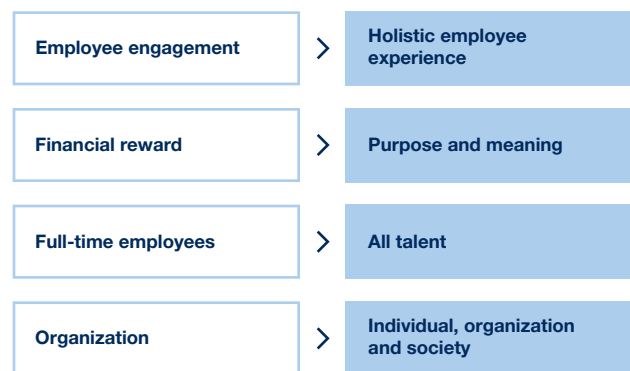 Employee engagement
Holistic employee
experience
Financial reward
Purpose and meaning
Full-time employees
All talent
Organization
Individual, organization
and society